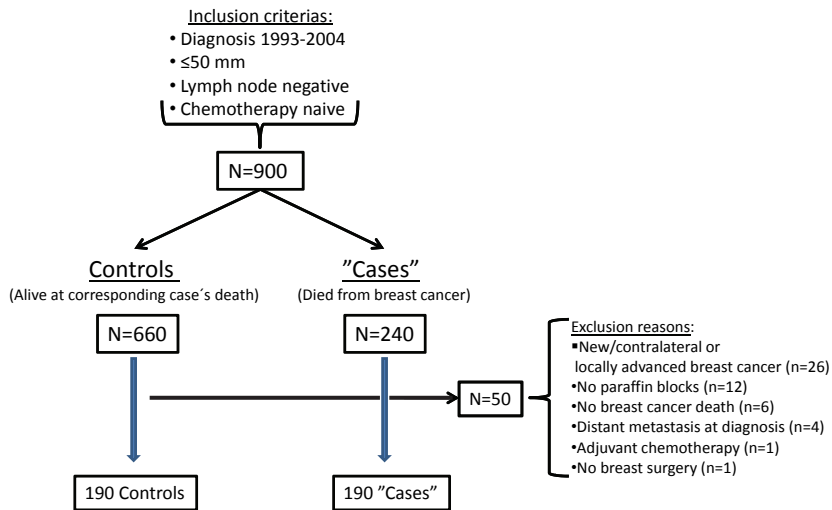 Inclusion criterias:
• Diagnosis 1993-2004
• ≤50 mm
• Lymph node negative
• Chemotherapy naive
N=900
Controls
(Alive at corresponding case´s death)
N=660
”Cases”
(Died from breast cancer)
N=240
N=50
Exclusion reasons:
▪New/contralateral or
locally advanced breast cancer (n=26)
•No paraffin blocks (n=12)
•No breast cancer death (n=6)
•Distant metastasis at diagnosis (n=4)
•Adjuvant chemotherapy (n=1)
•No breast surgery (n=1)
190 Controls
190 ”Cases”